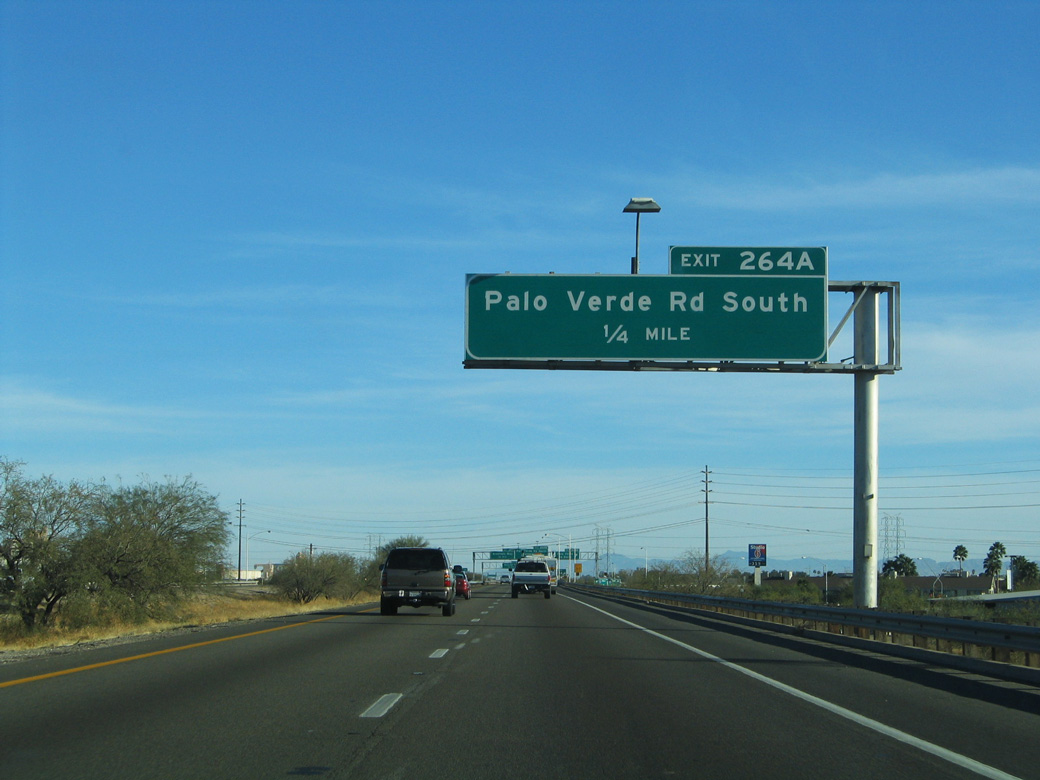 EXIT 264A
Palo Verde Rd South
1/4 MILE